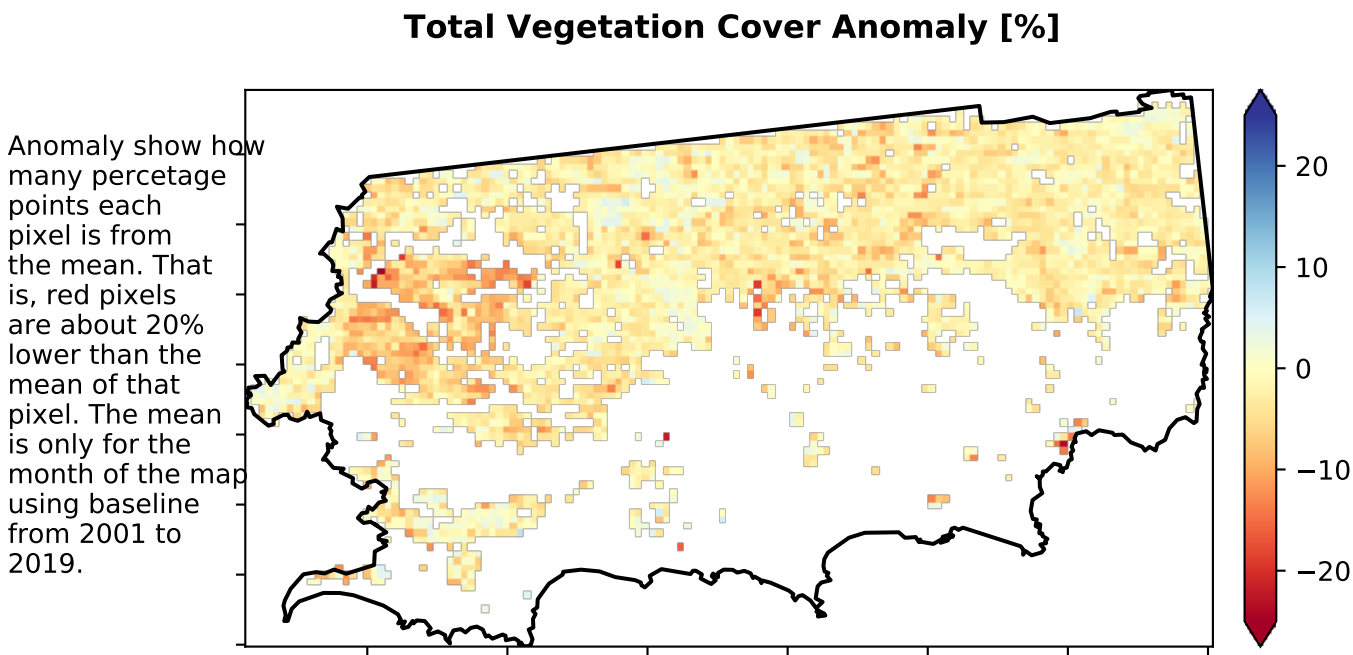 Total Vegetation Cover Anomaly [%]
Anomaly show how
many percetage
points each
pixel is from
the mean. That
is, red pixels
are about 20%
lower than the
mean of that
pixel. The mean
is only for the
month of the map
using baseline
from 2001 to
2019.
20
10
0
−10
−20